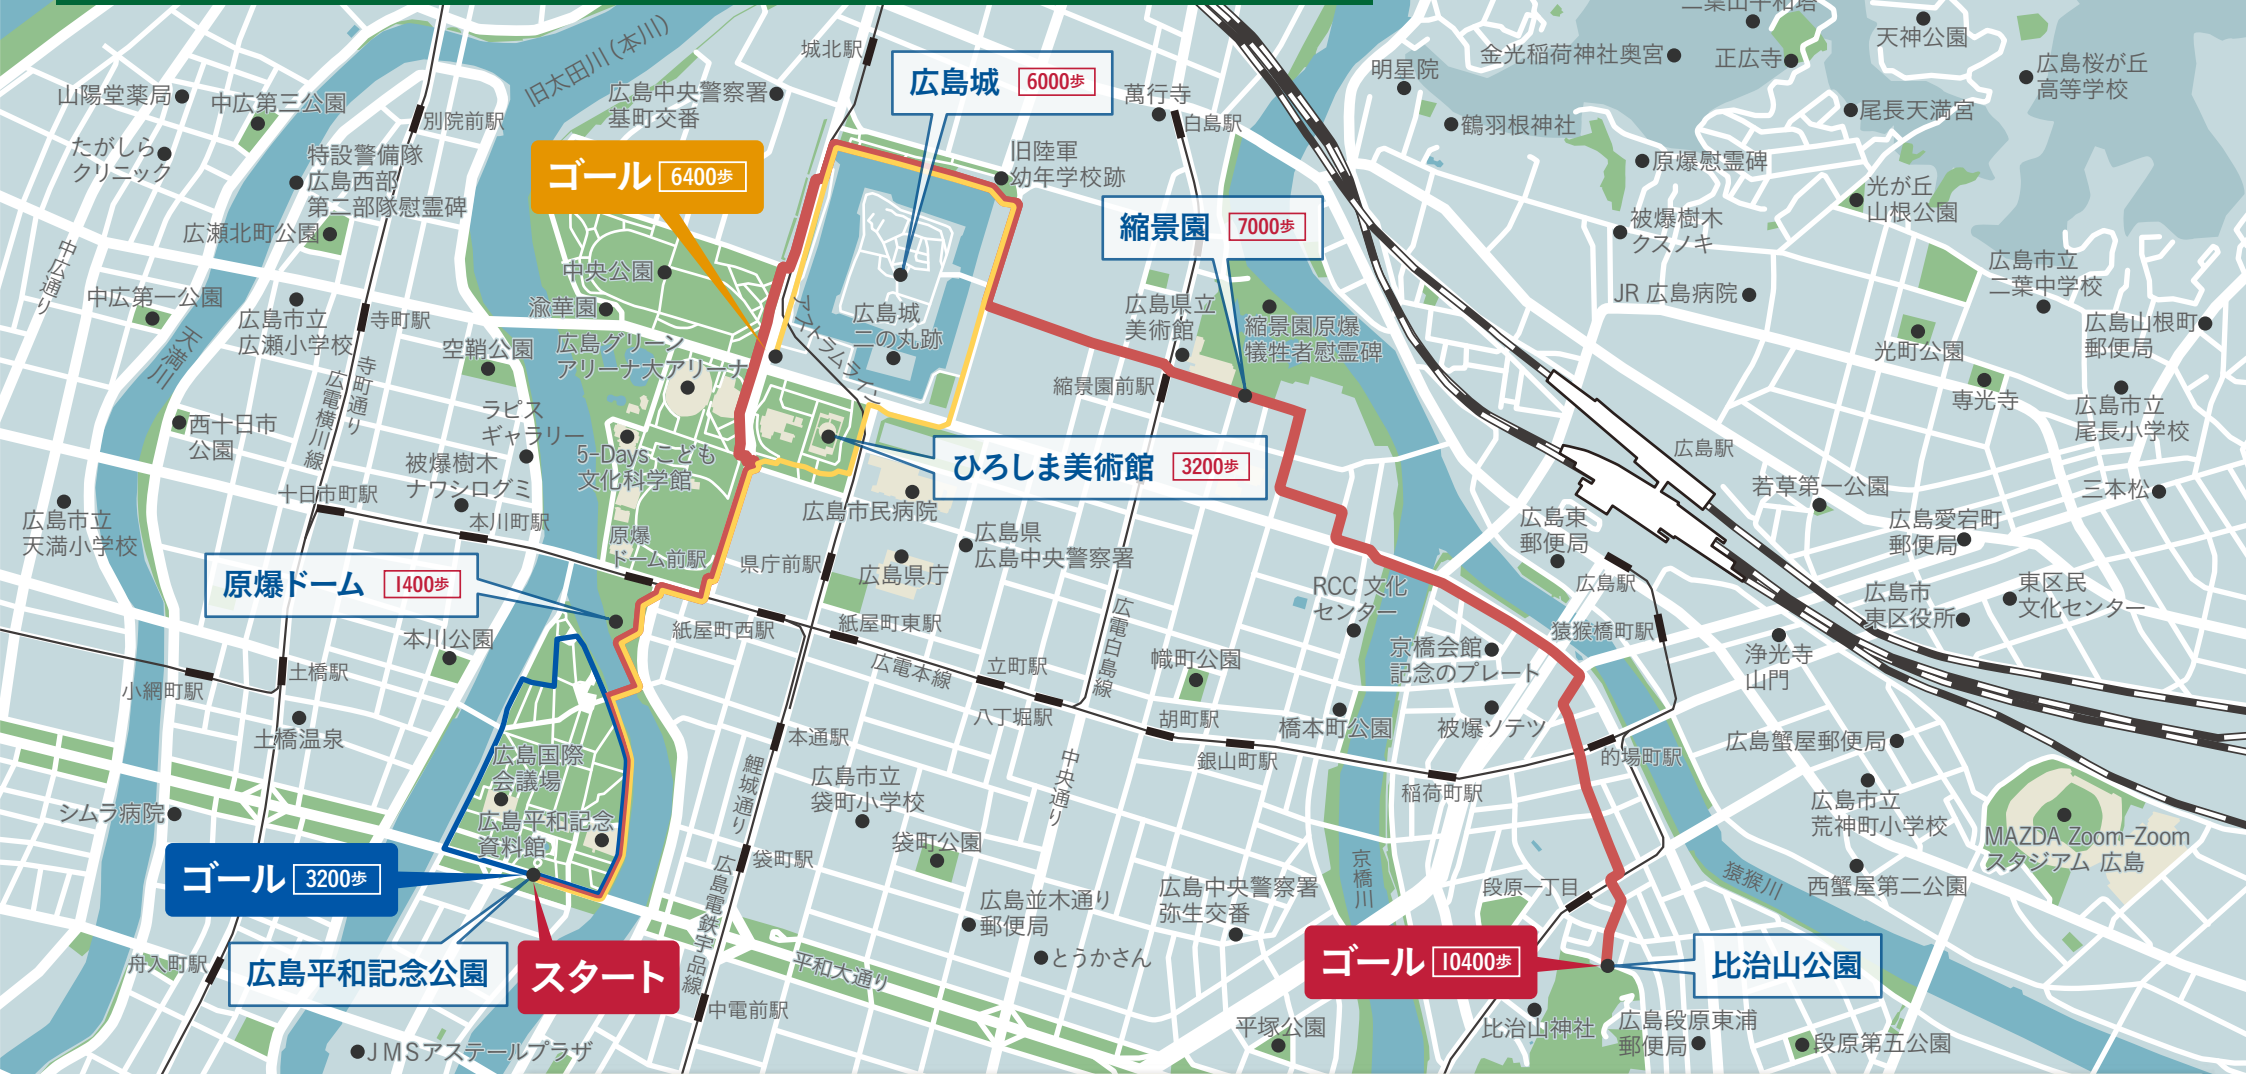 二葉山平和塔
天神公園
金光稲荷神社奥宮
正広寺
広島桜が丘
高等学校
明星院
尾長天満宮
鶴羽根神社
原爆慰霊碑
光が丘
山根公園
被爆樹木
クスノキ
広島市立
二葉中学校
JR 広島病院
広島山根町
郵便局
光町公園
専光寺
広島市立
尾長小学校
広島駅
若草第一公園
三本松
広島愛宕町
郵便局
広島東
郵便局
広島駅
広島市
東区役所
東区民
文化センター
猿猴橋町駅
浄光寺
山門
城北駅
広島城 6000歩
萬行寺
白島駅
旧太田川（本川）
広島中央警察署
基町交番
山陽堂薬局
中広第三公園
別院前駅
たがしら
クリニック
特設警備隊
広島西部
第二部隊慰霊碑
広瀬北町公園
ゴール 6400歩
旧陸軍
幼年学校跡
縮景園 7000歩
中広通り
中広第一公園
天満川
広島市立
広瀬小学校
寺町駅
寺町通り
広電横川線
中央公園
渝華園
広島グリーン
アリーナ大アリーナ
空鞘公園
アストラムライン
広島城
二の丸跡
広島県立
美術館
縮景園原爆
犠牲者慰霊碑
縮景園前駅
西十日市
公園
ラピス
ギャラリー
被爆樹木
ナワシログミ
5-Days こども
文化科学館
ひろしま美術館 3200歩
十日市町駅
本川町駅
広島市立
天満小学校
原爆
ドーム前駅
広島市民病院
広島県
広島中央警察署
県庁前駅
広島県庁
原爆ドーム 1400歩
RCC 文化
センター
紙屋町西駅
紙屋町東駅
広電本線
立町駅
広電白島線
幟町公園
京橋会館
記念のプレート
本川公園
土橋駅
小網町駅
土橋温泉
八丁堀駅
胡町駅
橋本町公園
被爆ソテツ
銀山町駅
稲荷町駅
的場町駅
広島蟹屋郵便局
本通駅
鯉城通り
広島市立
袋町小学校
中央通り
広島国際
会議場
広島平和記念
資料館
シムラ病院
袋町公園
袋町駅
広島市立
荒神町小学校
MAZDA Zoom-Zoom
スタジアム 広島
西蟹屋第二公園
ゴール 3200歩
広島電鉄宇品線
広島並木通り
郵便局
広島中央警察署
弥生交番
京橋川
段原一丁目
猿猴川
とうかさん
舟入町駅
広島平和記念公園
スタート
平和大通り
ゴール 10400歩
比治山公園
中電前駅
平塚公園
比治山神社
広島段原東浦
郵便局
段原第五公園
JMSアステールプラザ